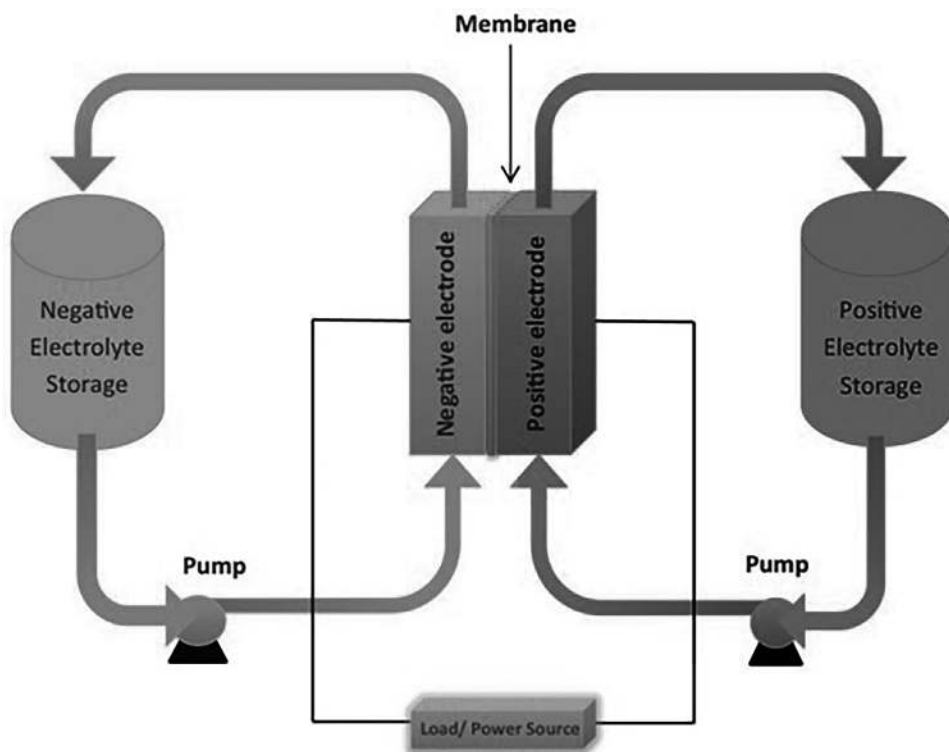 Membrane
Negative
Electrolyte
Storage
Negative electrode
Positive electrode
Positive
Electrolyte
Storage
Pump
Pump
Load/ Power Source